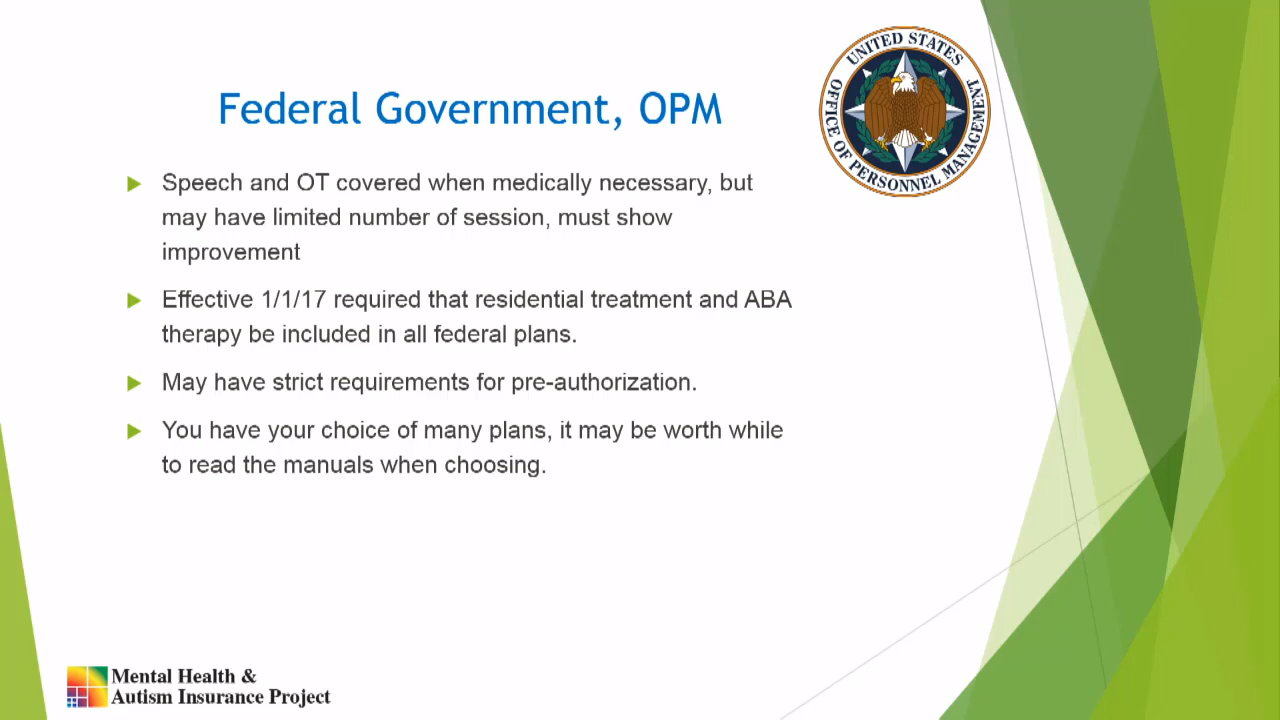 Federal Government, OPM
UNITED STATES
OFFICE OF PERSONNEL MANAGEMENT
Speech and OT covered when medically necessary, but
may have limited number of session, must show
improvement
Effective 1/1/17 required that residential treatment and ABA
therapy be included in all federal plans.
May have strict requirements for pre-authorization.
You have your choice of many plans, it may be worth while
to read the manuals when choosing.
Mental Health &
Autism Insurance Project